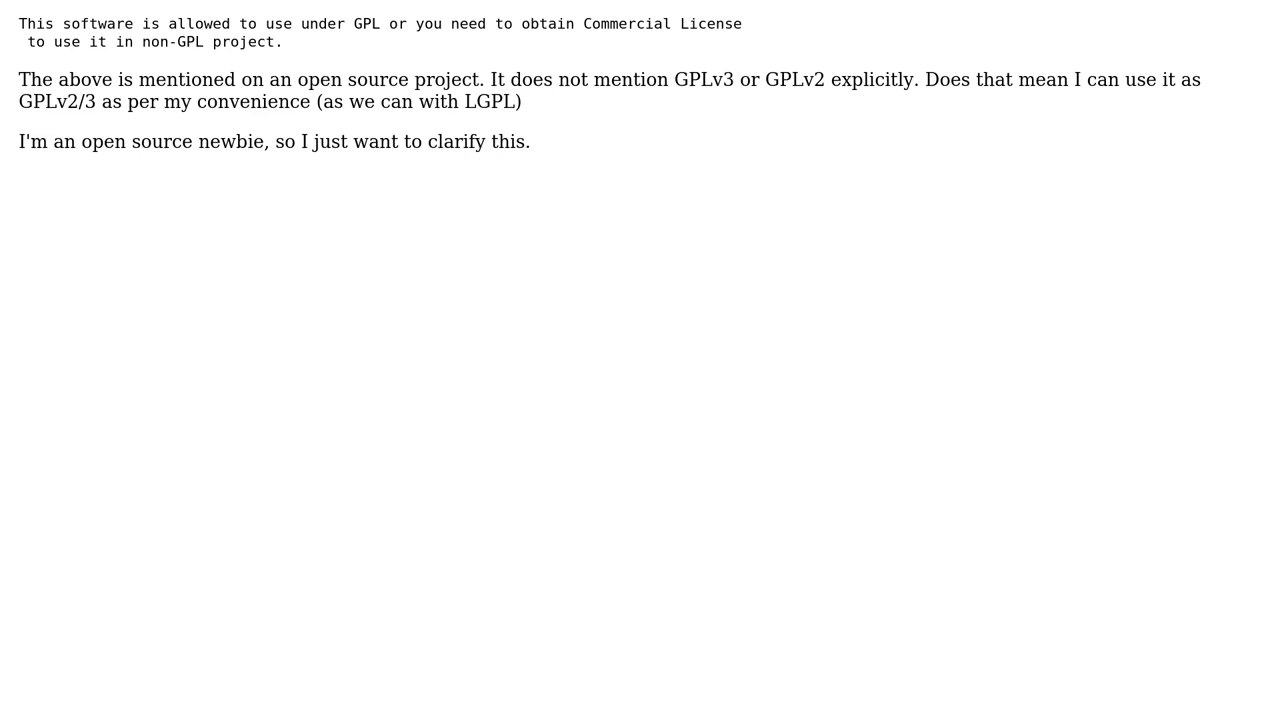 This software is allowed to use under GPL or you need to obtain Commercial License
to use it in non-GPL project.
The above is mentioned on an open source project. It does not mention GPLv3 or GPLv2 explicitly. Does that mean I can use it as
GPLv2/3 as per my convenience (as we can with LGPL)
I'm an open source newbie, so I just want to clarify this.